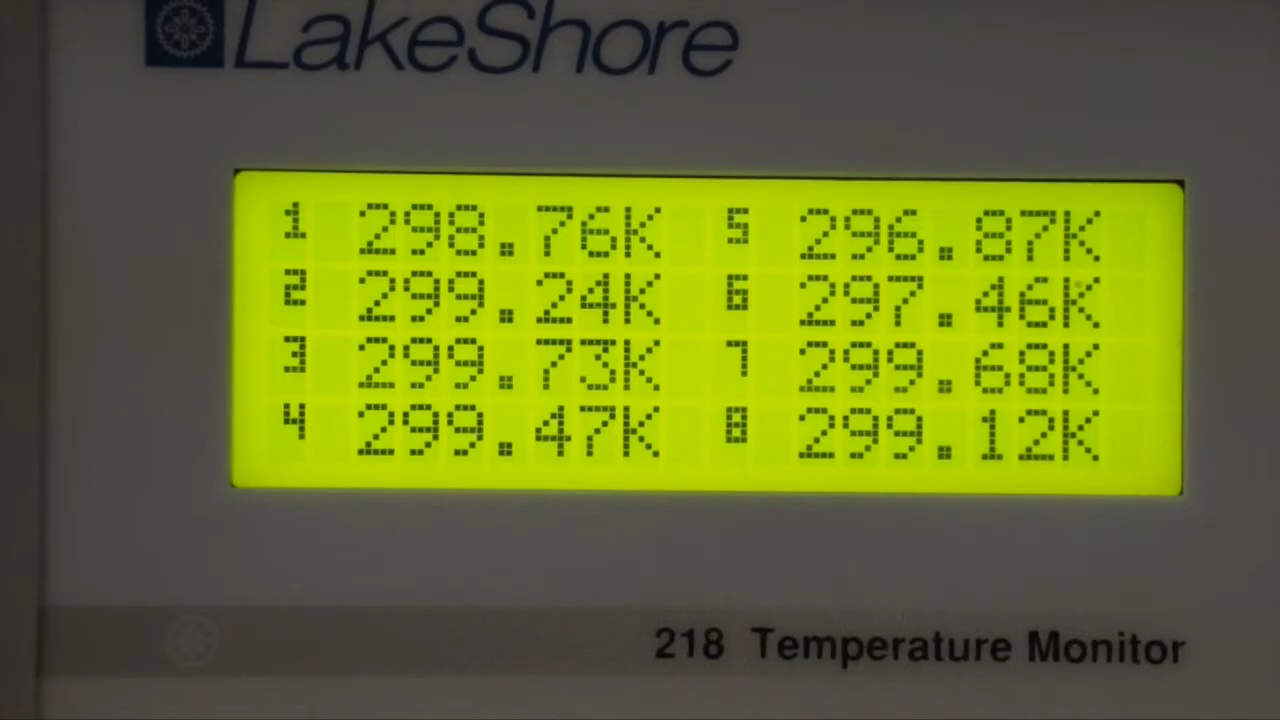 LakeShore
1 298.76K 5 296.87K
2 299.24K 6 297.46K
3 299.73K 7 299.68K
4 299.47K 8 299.12K
218 Temperature Monitor